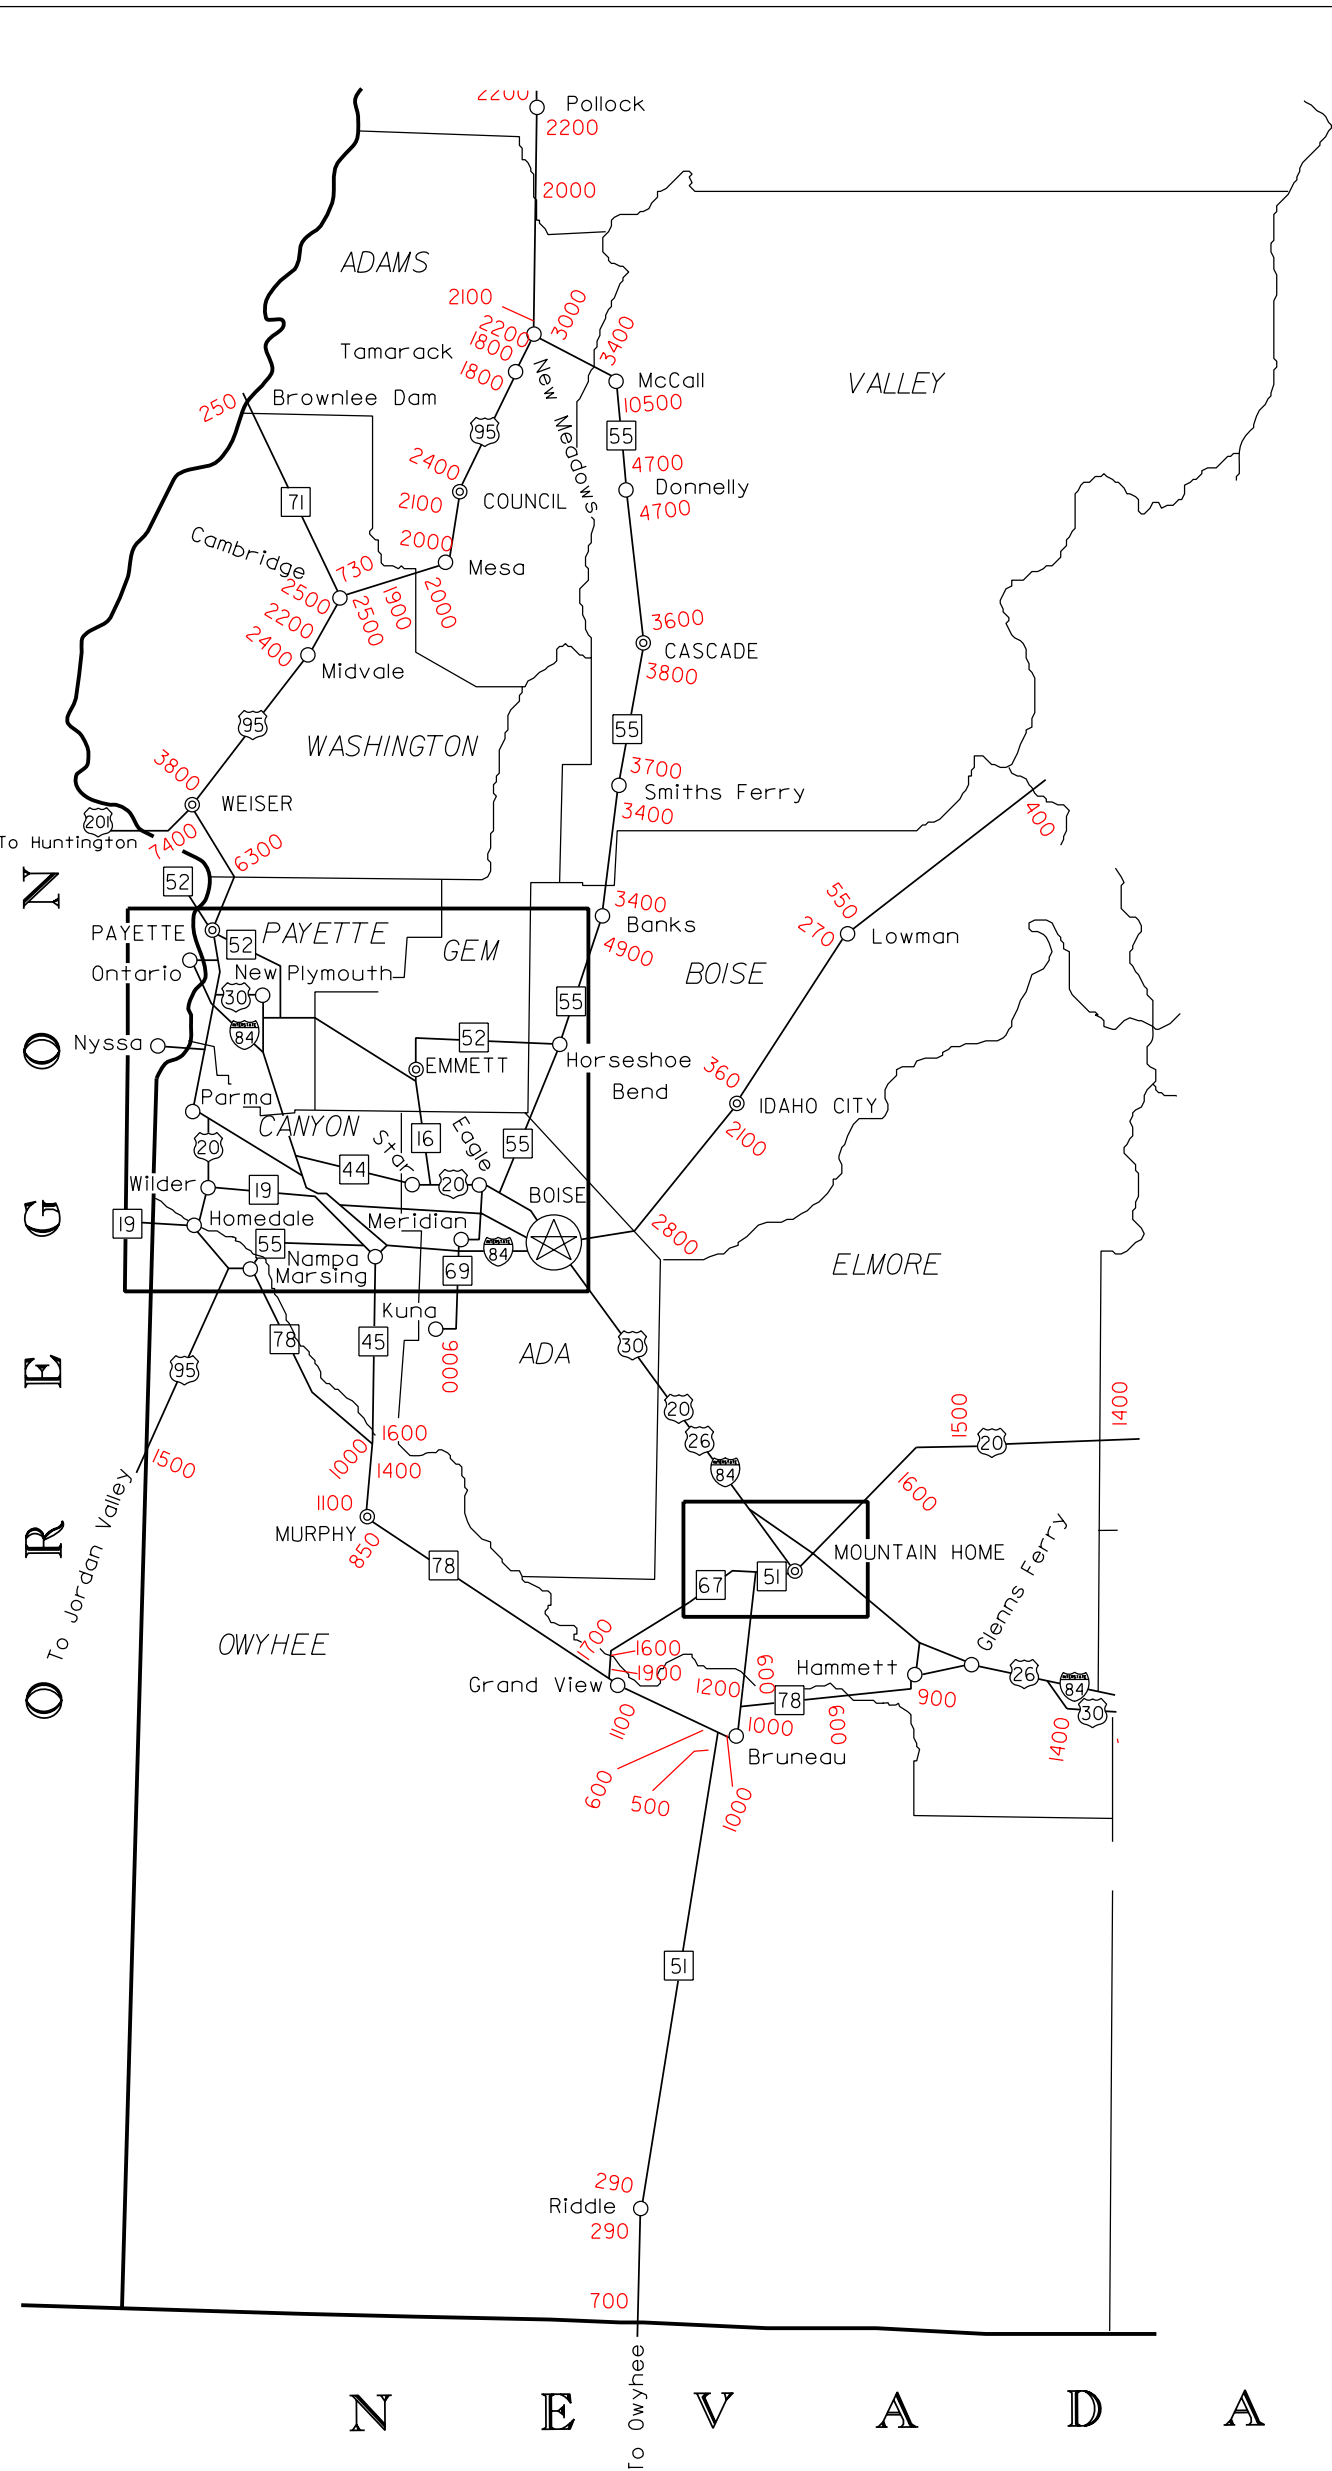 2200
Pollock
2200
2000
ADAMS
2100
3000
2200
3400
1800
Tamarack
1800
New Meadows
McCall
VALLEY
10500
250
Brownlee Dam
95
55
2400
4700
Donnelly
4700
2100
COUNCIL
71
Cambridge
2000
Mesa
730
2500
2500
1900
2000
2200
2400
Midvale
3600
CASCADE
3800
95
55
WASHINGTON
3800
3700
Smiths Ferry
3400
WEISER
201
To Huntington
7400
6300
400
52
550
270
Lowman
3400
Banks
4900
PAYETTE
52
PAYETTE
GEM
BOISE
Ontario
New Plymouth
30
55
84
Nyssa
52
EMMETT
Horseshoe
Bend
360
IDAHO CITY
2100
Parma
CANYON
Star
16
Eagle
55
20
44
20
Wilder
19
BOISE
19
Homedale
Meridian
55
Nampa
84
Marsing
69
2800
ELMORE
Kuna
78
45
9000
ADA
30
95
20
26
84
1500
20
1400
1600
1600
1000
1400
1500
To Jordan Valley
1100
MURPHY
850
78
MOUNTAIN HOME
67
51
Glenns Ferry
OWYHEE
1700
1600
1900
Grand View
1200
600
Hammett
26
84
30
78
900
1100
1000
600
1400
Bruneau
600
500
1000
51
290
Riddle
290
700
To Owyhee
OREGON
NEVADA